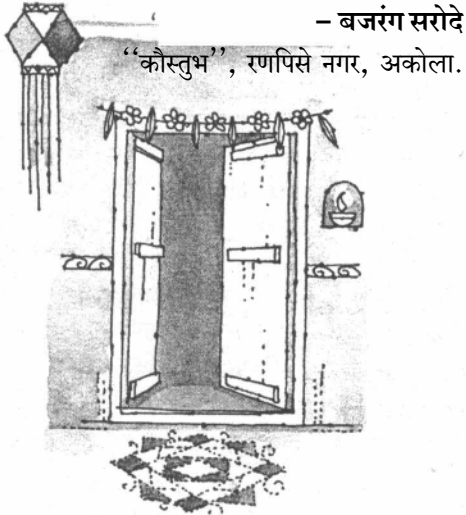 – बजरंग सरोदे
‘‘कौस्तुभ’’, रणपिसे नगर, अकोला.